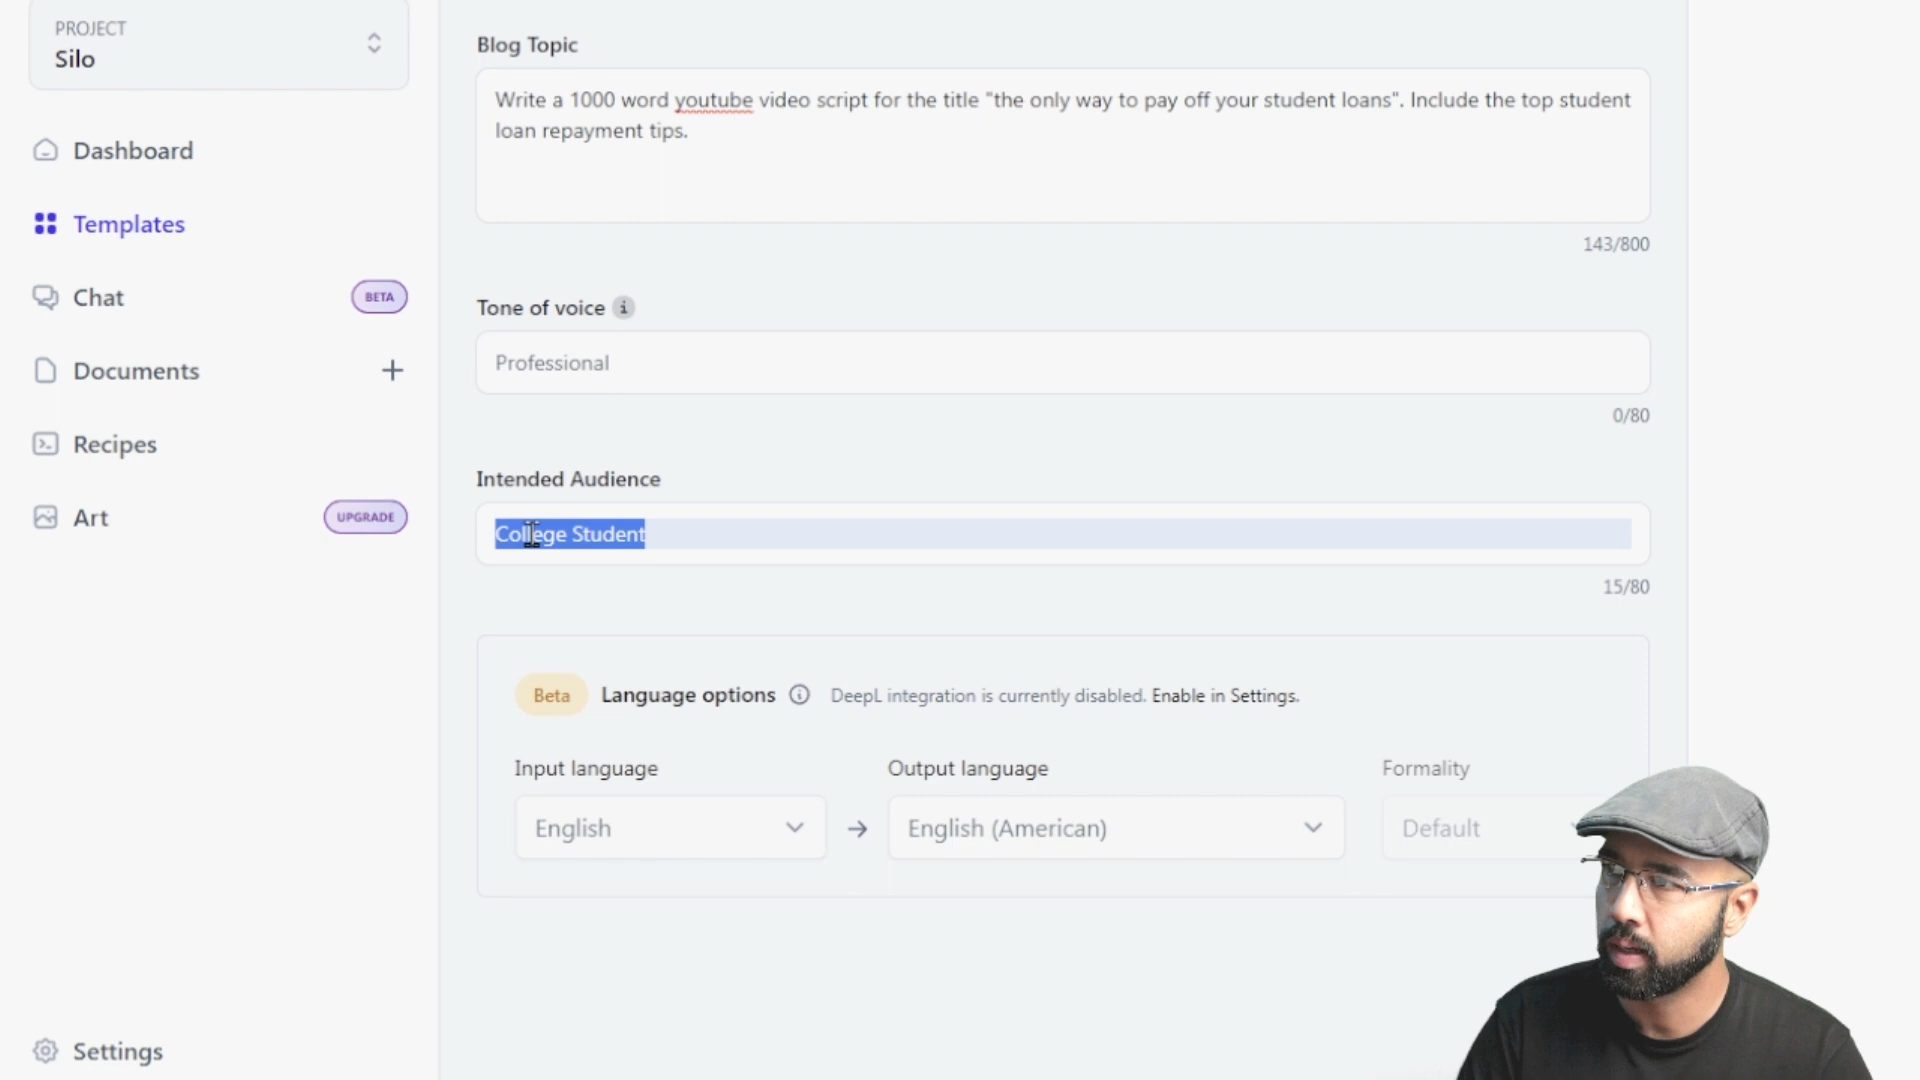 PROJECT
Silo
Dashboard
Templates
Chat
BETA
Documents
Recipes
Art
UPGRADE
Settings
Blog Topic
Write a 1000 word youtube video script for the title "the only way to pay off your student loans". Include the top student
loan repayment tips.
143/800
Tone of voice
Professional
0/80
Intended Audience
College Student
15/80
Beta Language options DeepL integration is currently disabled. Enable in Settings.
Input language
Output language
Formality
English
English (American)
Default